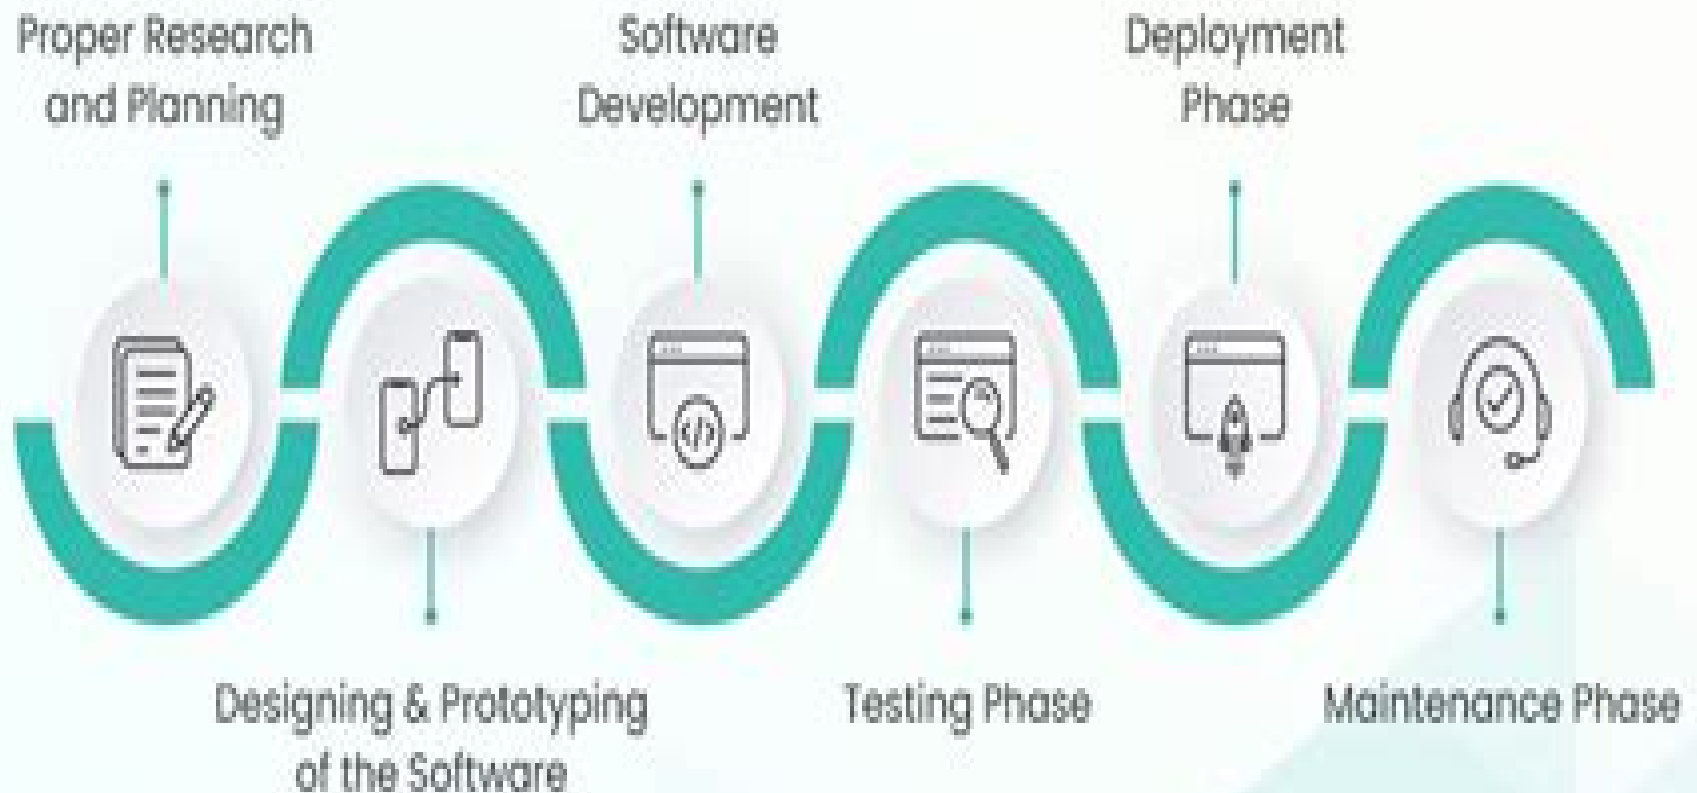 Proper Research
and Planning
Designing & Prototyping
of the Software
Software
Development
Testing Phase
Deployment
Phase
Maintenance Phase